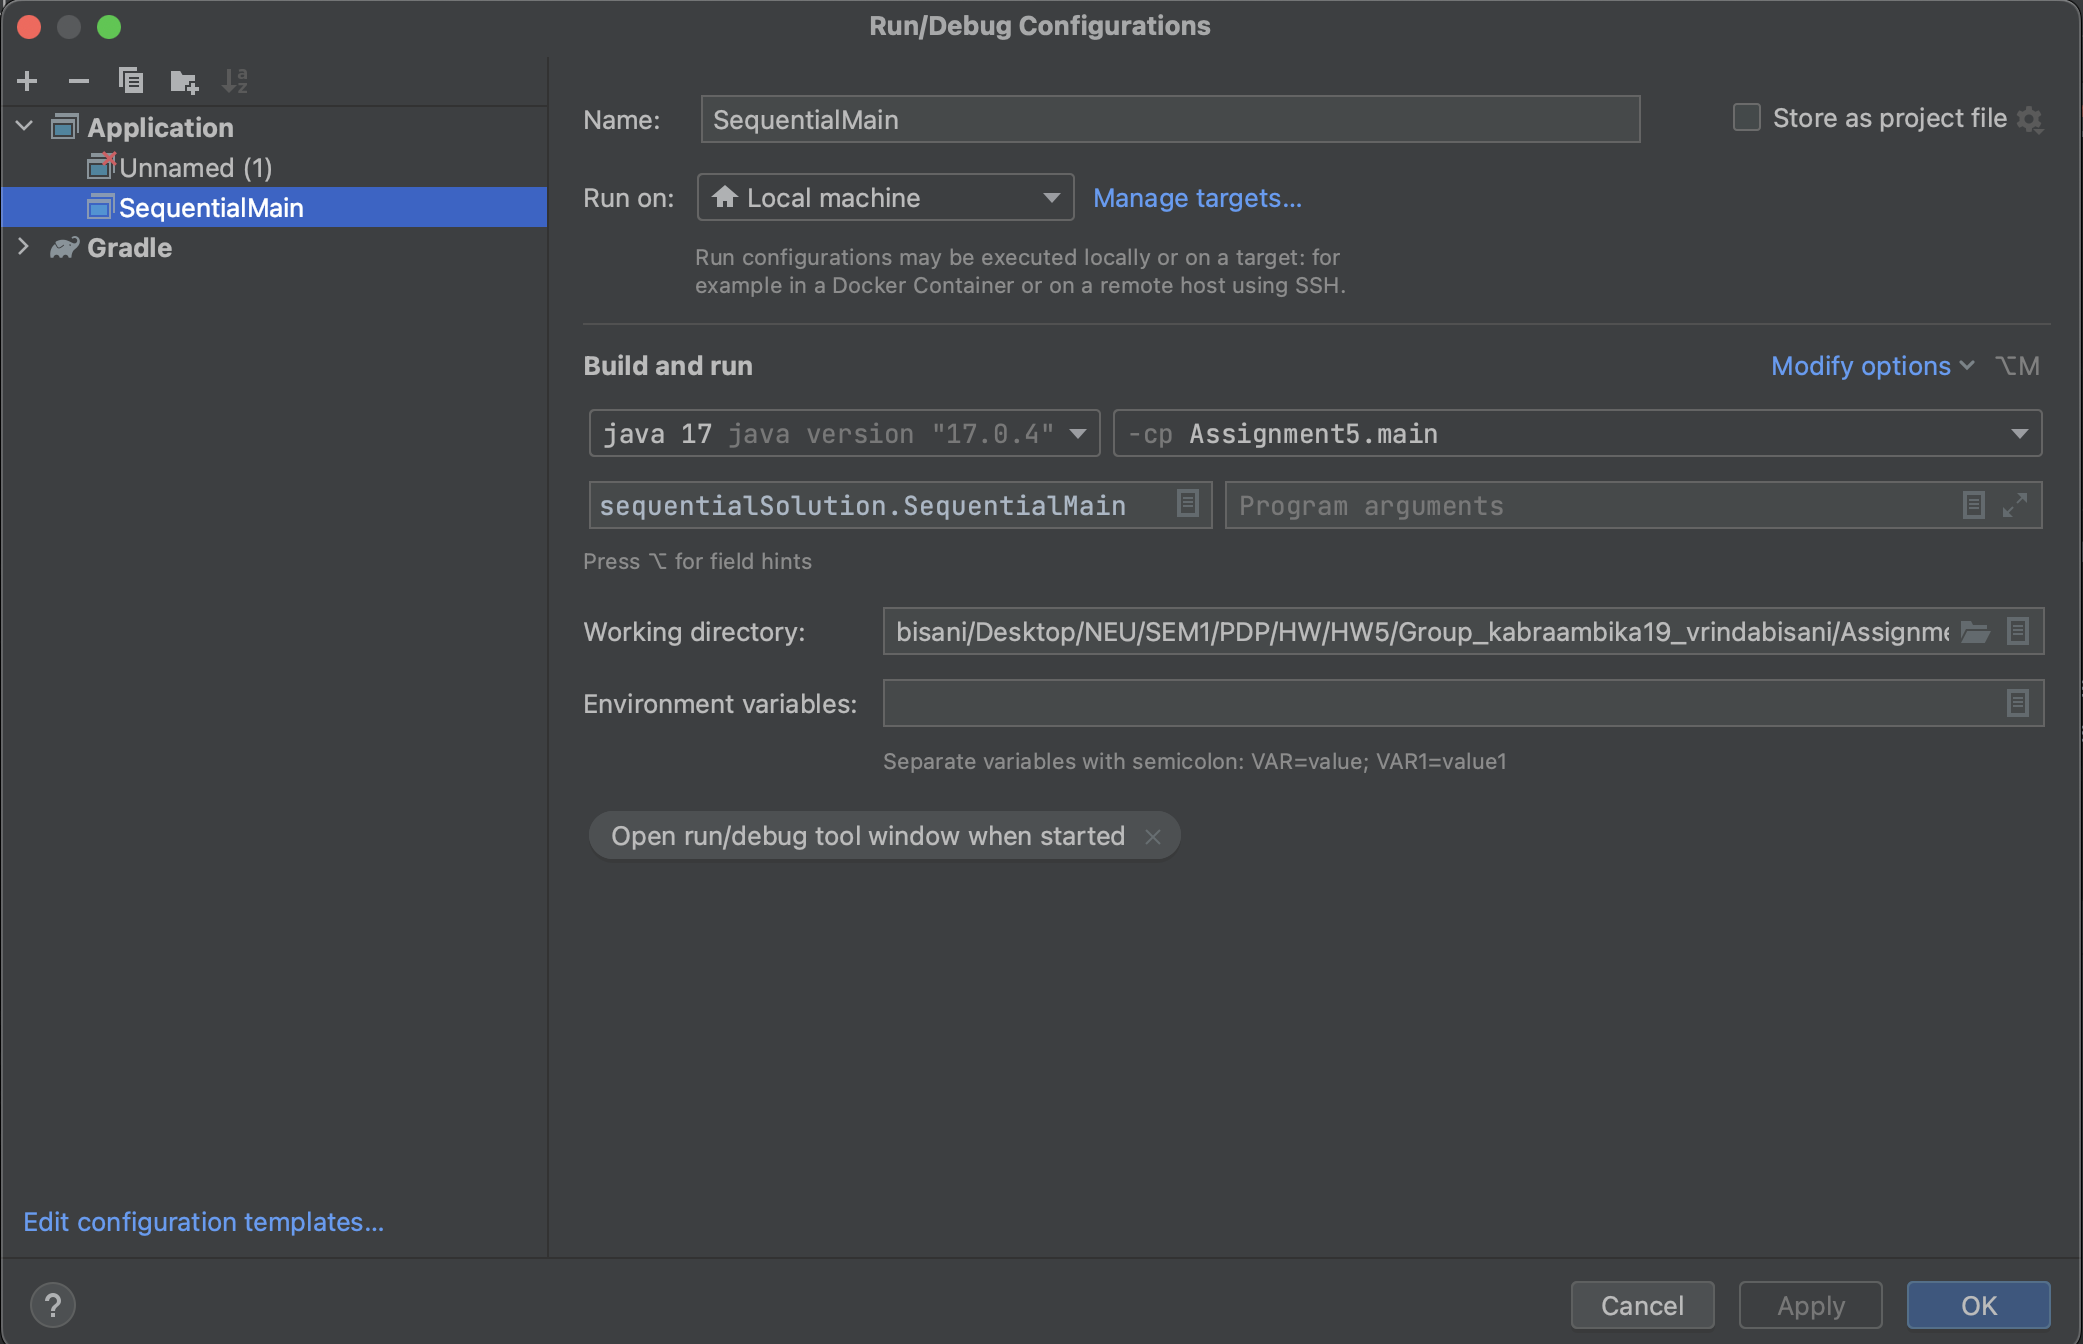 Run/Debug Configurations
Application
Unnamed (1)
SequentialMain
Gradle
Edit configuration templates...
Name: SequentialMain
Store as project file
Run on: Local machine Manage targets...
Run configurations may be executed locally or on a target: for
example in a Docker Container or on a remote host using SSH.
Build and run
Modify options ⌥M
java 17 java version "17.0.4"
-cp Assignment5.main
sequentialSolution.SequentialMain
Program arguments
Press ⌥ for field hints
Working directory: bisani/Desktop/NEU/SEM1/PDP/HW/HW5/Group_kabraambika19_vrindabisani/Assignme
Environment variables:
Separate variables with semicolon: VAR=value; VAR1=value1
Open run/debug tool window when started
?
Cancel
Apply
OK